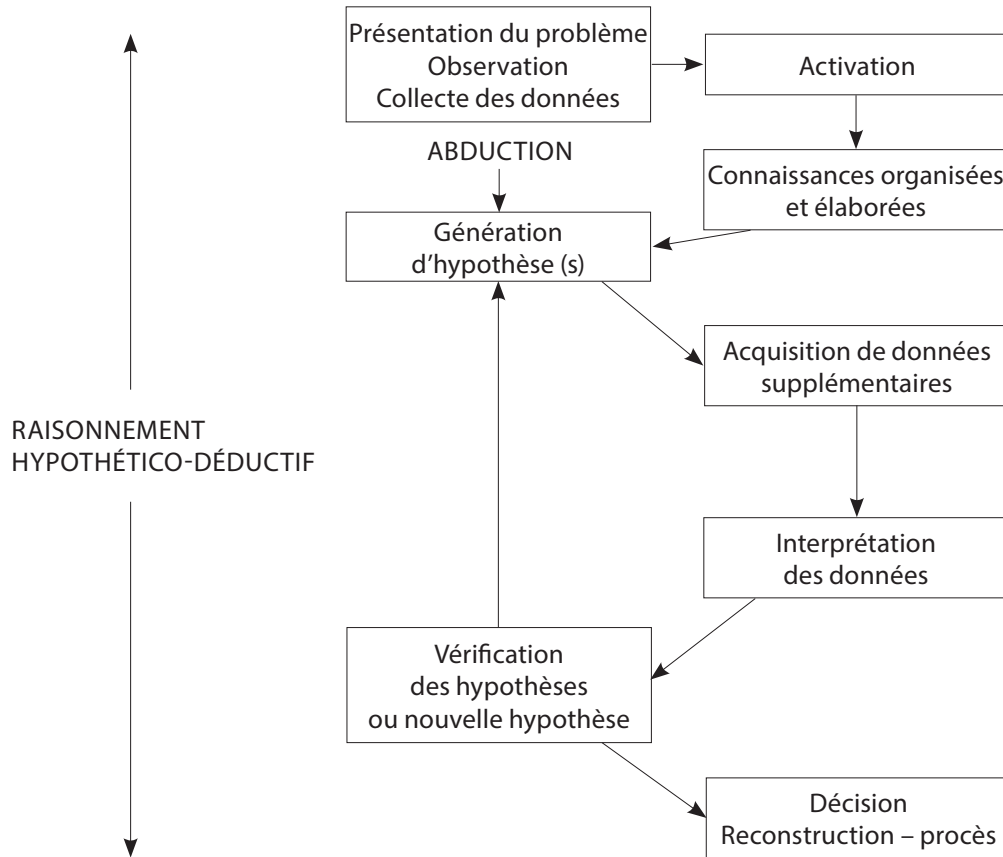 Présentation du problème
Observation
Collecte des données
Activation
ABDUCTION
Connaissances organisées
et élaborées
Génération
d'hypothèse (s)
Acquisition de données
supplémentaires
RAISONNEMENT
HYPOTHÉTICO-DÉDUCTIF
Interprétation
des données
Vérification
des hypothèses
ou nouvelle hypothèse
Décision
Reconstruction – procès